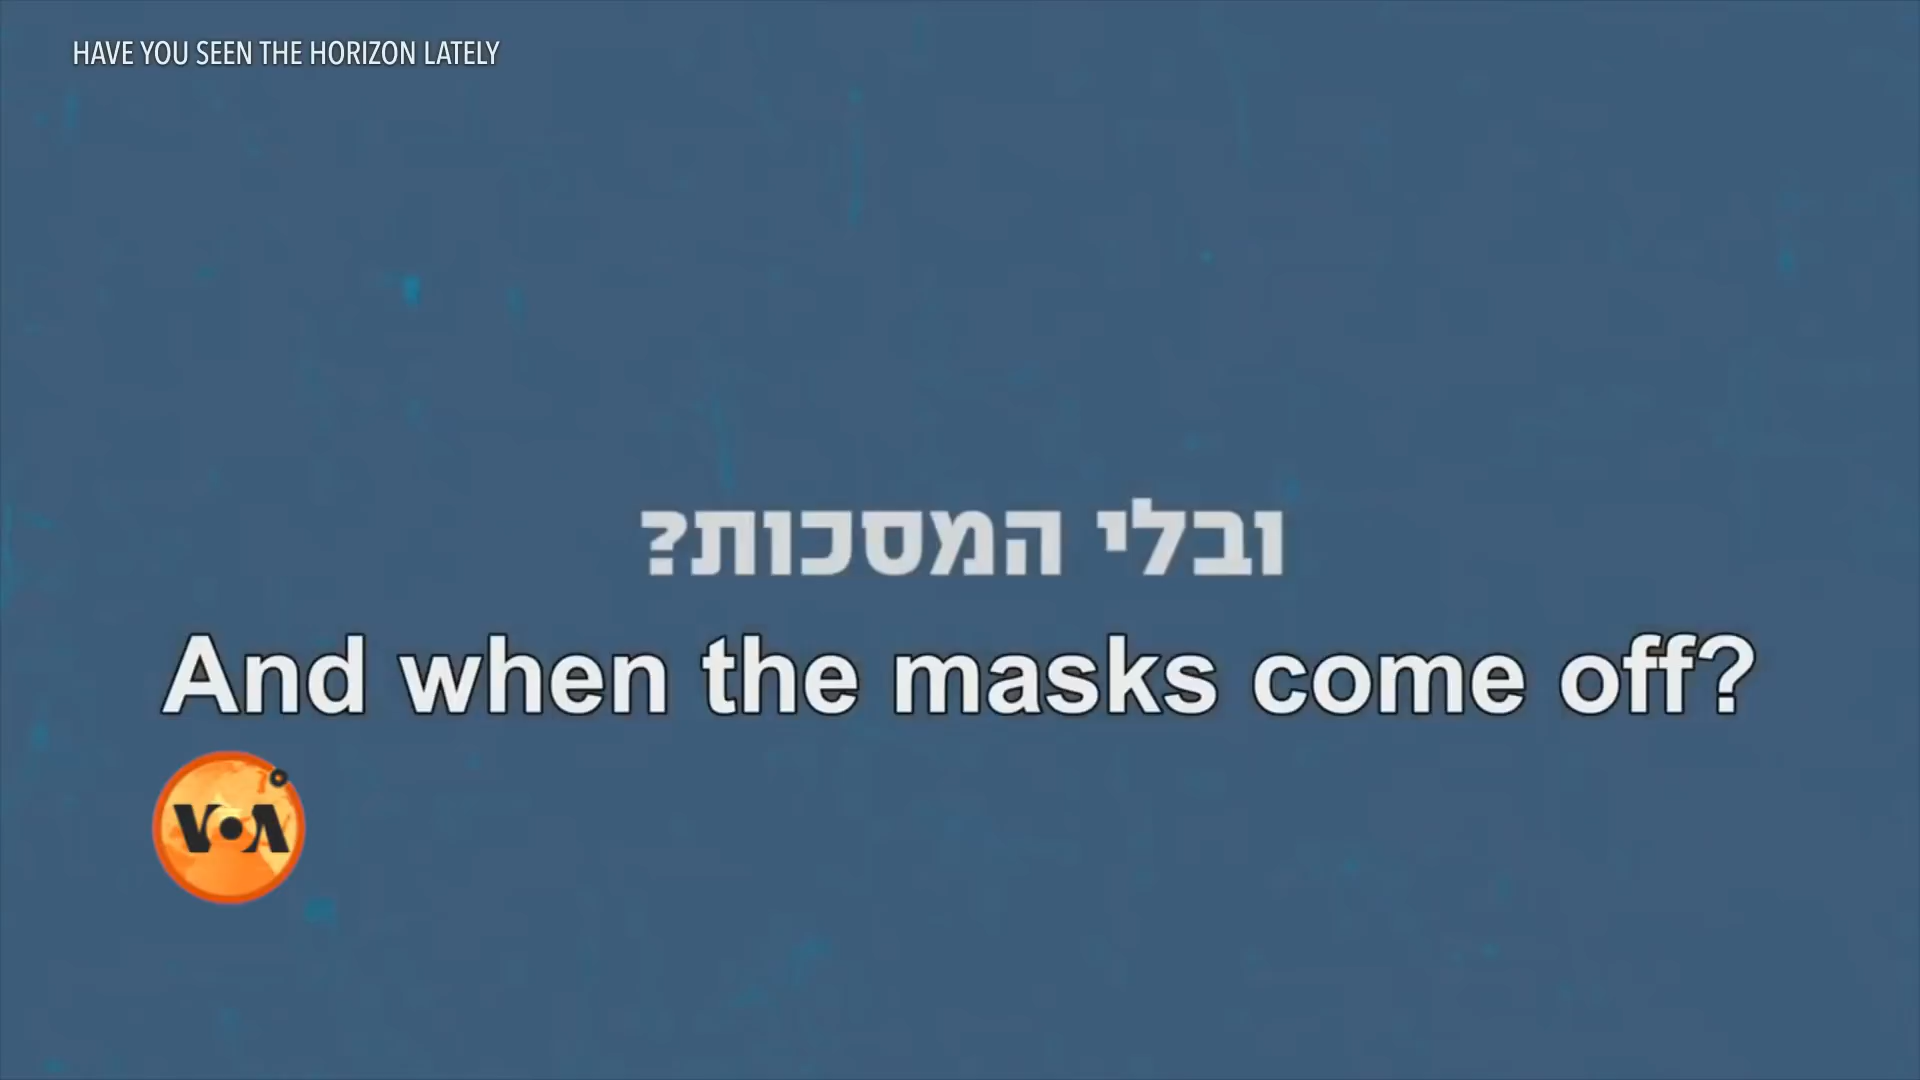 HAVE YOU SEEN THE HORIZON LATELY
ובלי המסכות?
And when the masks come off?
VOA